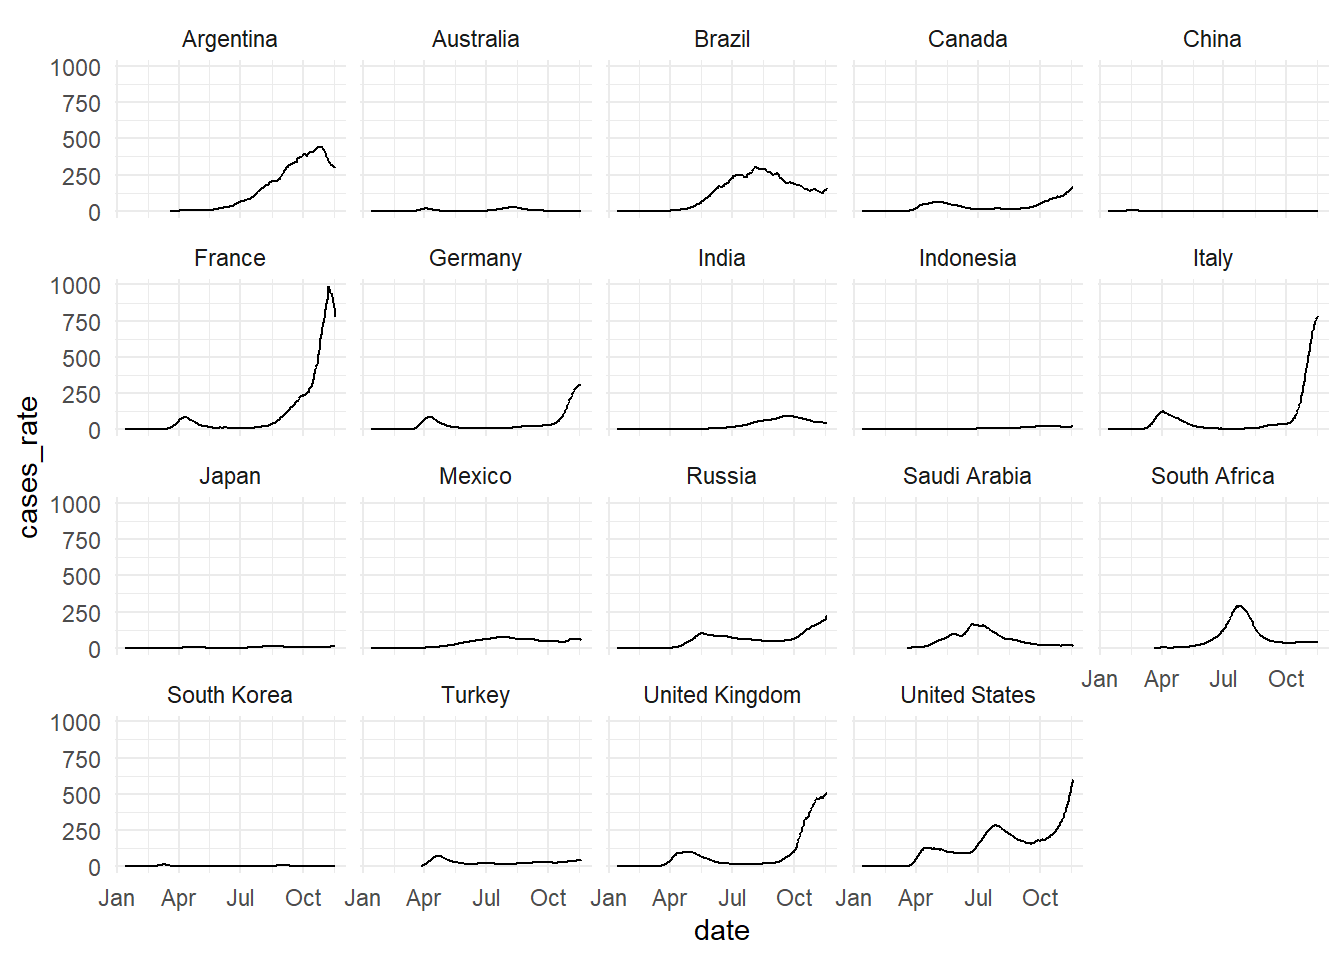 Argentina Australia Brazil Canada China
1000
750
500
250
0
France Germany India Indonesia Italy
1000
750
500
250
0
cases_rate
Japan Mexico Russia Saudi Arabia South Africa
1000
750
500
250
0
Jan Apr Jul Oct
South Korea Turkey United Kingdom United States
1000
750
500
250
0
Jan Apr Jul Oct Jan Apr Jul Oct Jan Apr Jul Oct Jan Apr Jul Oct
date